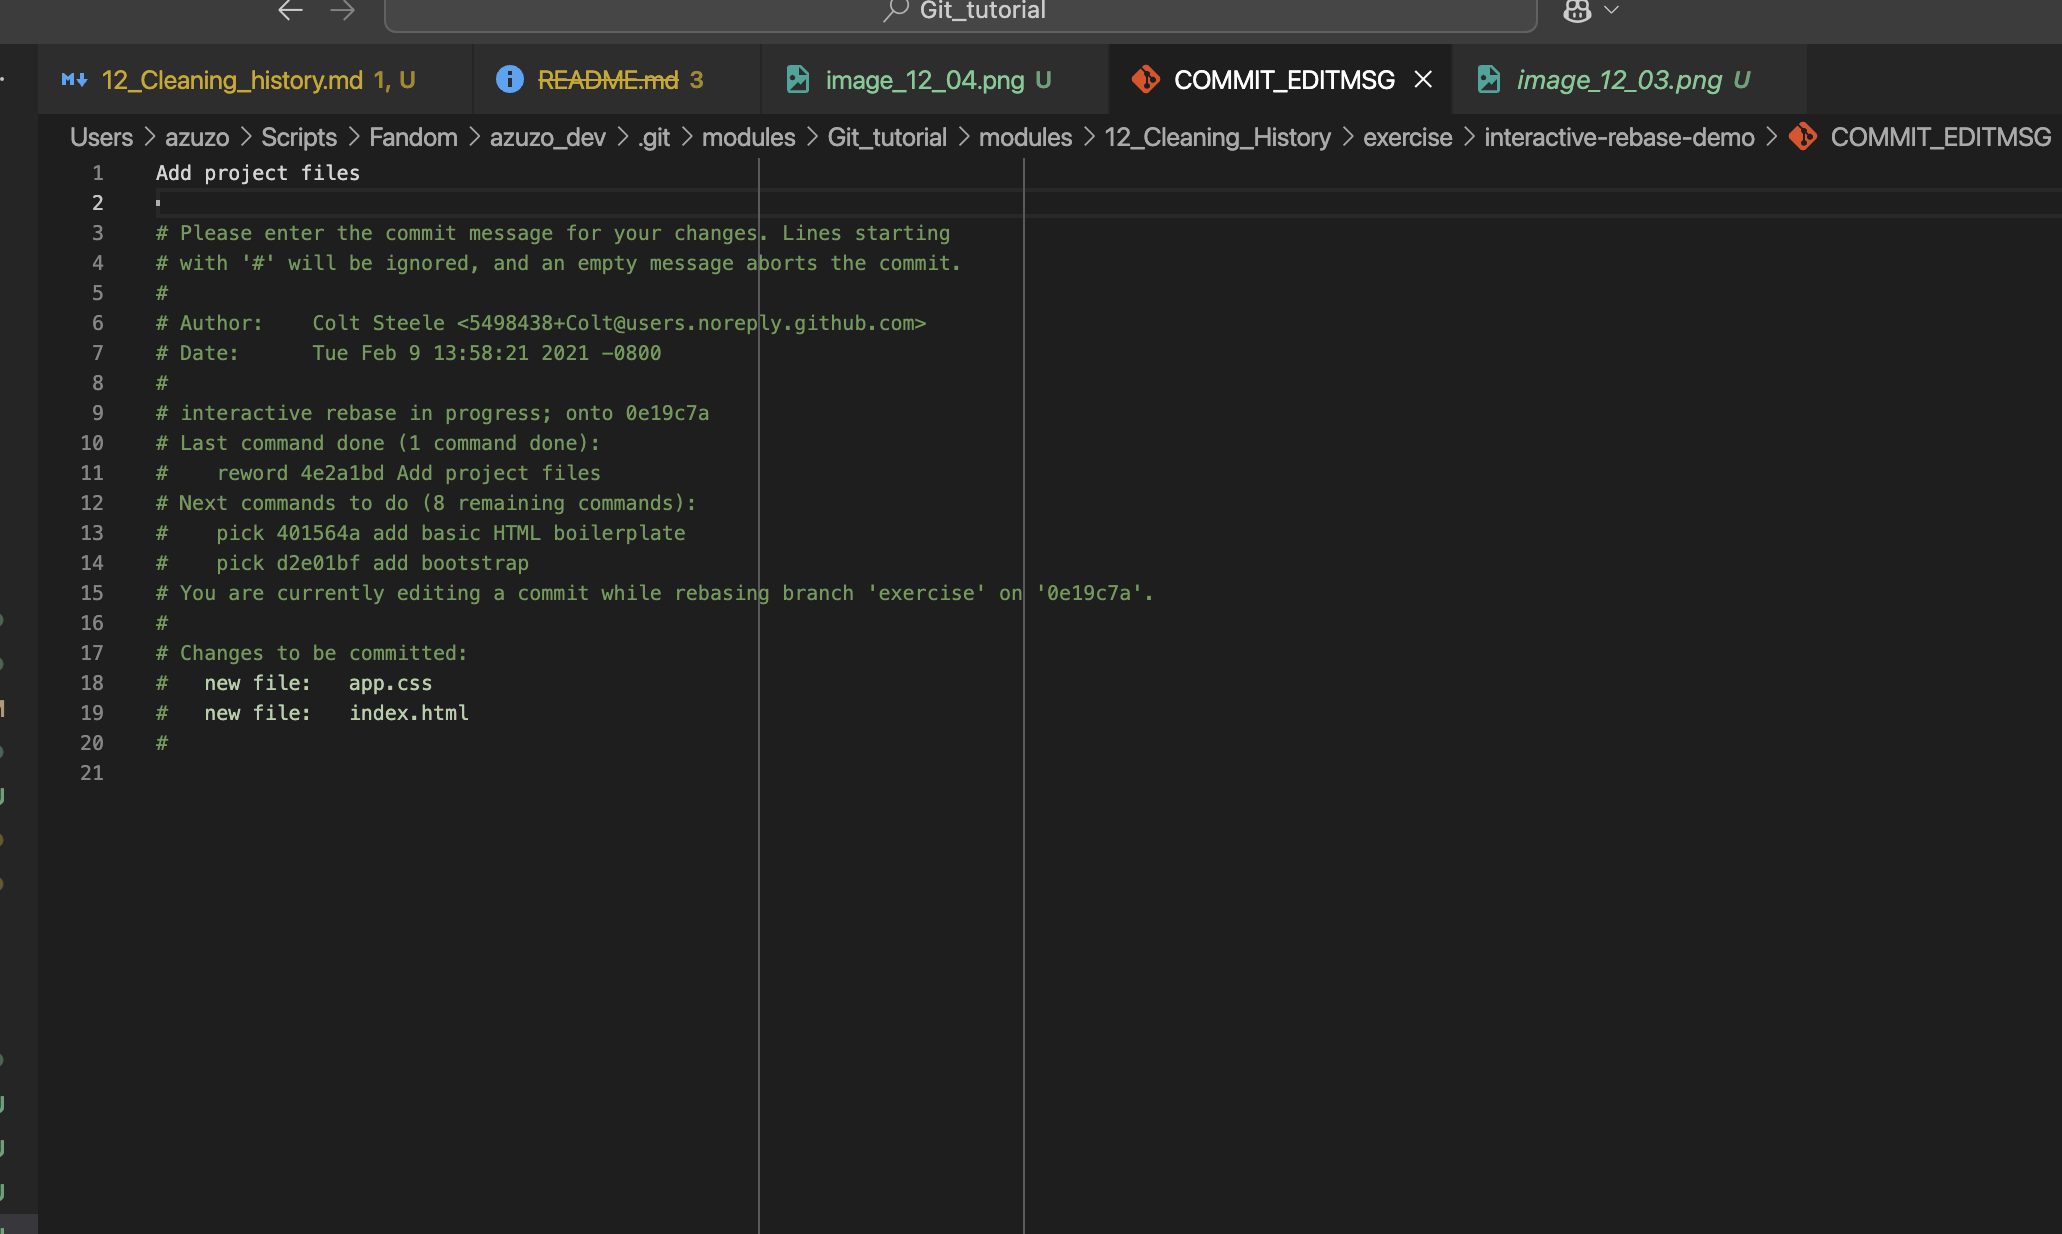 Git_tutorial
12_Cleaning_history.md 1, U
README.md 3
image_12_04.png U
COMMIT_EDITMSG
image_12_03.png U
Users > azuzo > Scripts > Fandom > azuzo_dev > .git > modules > Git_tutorial > modules > 12_Cleaning_History > exercise > interactive-rebase-demo > COMMIT_EDITMSG
1 Add project files
2
3 # Please enter the commit message for your changes. Lines starting
4 # with '#' will be ignored, and an empty message aborts the commit.
5 #
6 # Author:    Colt Steele <5498438+Colt@users.noreply.github.com>
7 # Date:      Tue Feb 9 13:58:21 2021 -0800
8 #
9 # interactive rebase in progress; onto 0e19c7a
10 # Last command done (1 command done):
11 #    reword 4e2a1bd Add project files
12 # Next commands to do (8 remaining commands):
13 #    pick 401564a add basic HTML boilerplate
14 #    pick d2e01bf add bootstrap
15 # You are currently editing a commit while rebasing branch 'exercise' on '0e19c7a'.
16 #
17 # Changes to be committed:
18 #   new file:   app.css
19 #   new file:   index.html
20 #
21